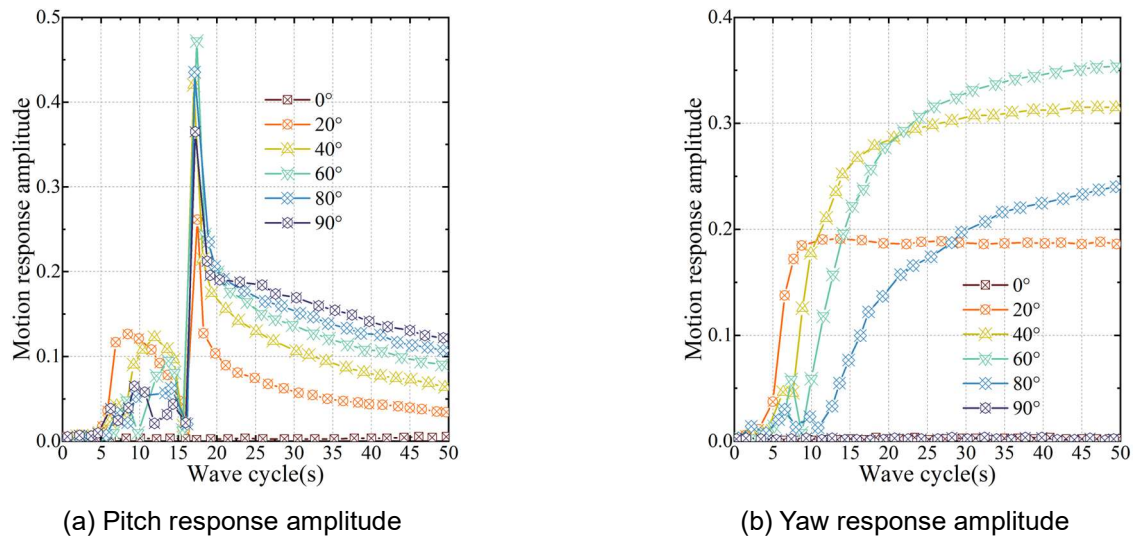 0.5
0.4
0.3
0.2
0.1
0.0
Motion response amplitude
0 5 10 15 20 25 30 35 40 45 50
Wave cycle(s)
0°
20°
40°
60°
80°
90°
(a) Pitch response amplitude
0.4
0.3
0.2
0.1
0.0
Motion response amplitude
0 5 10 15 20 25 30 35 40 45 50
Wave cycle(s)
0°
20°
40°
60°
80°
90°
(b) Yaw response amplitude